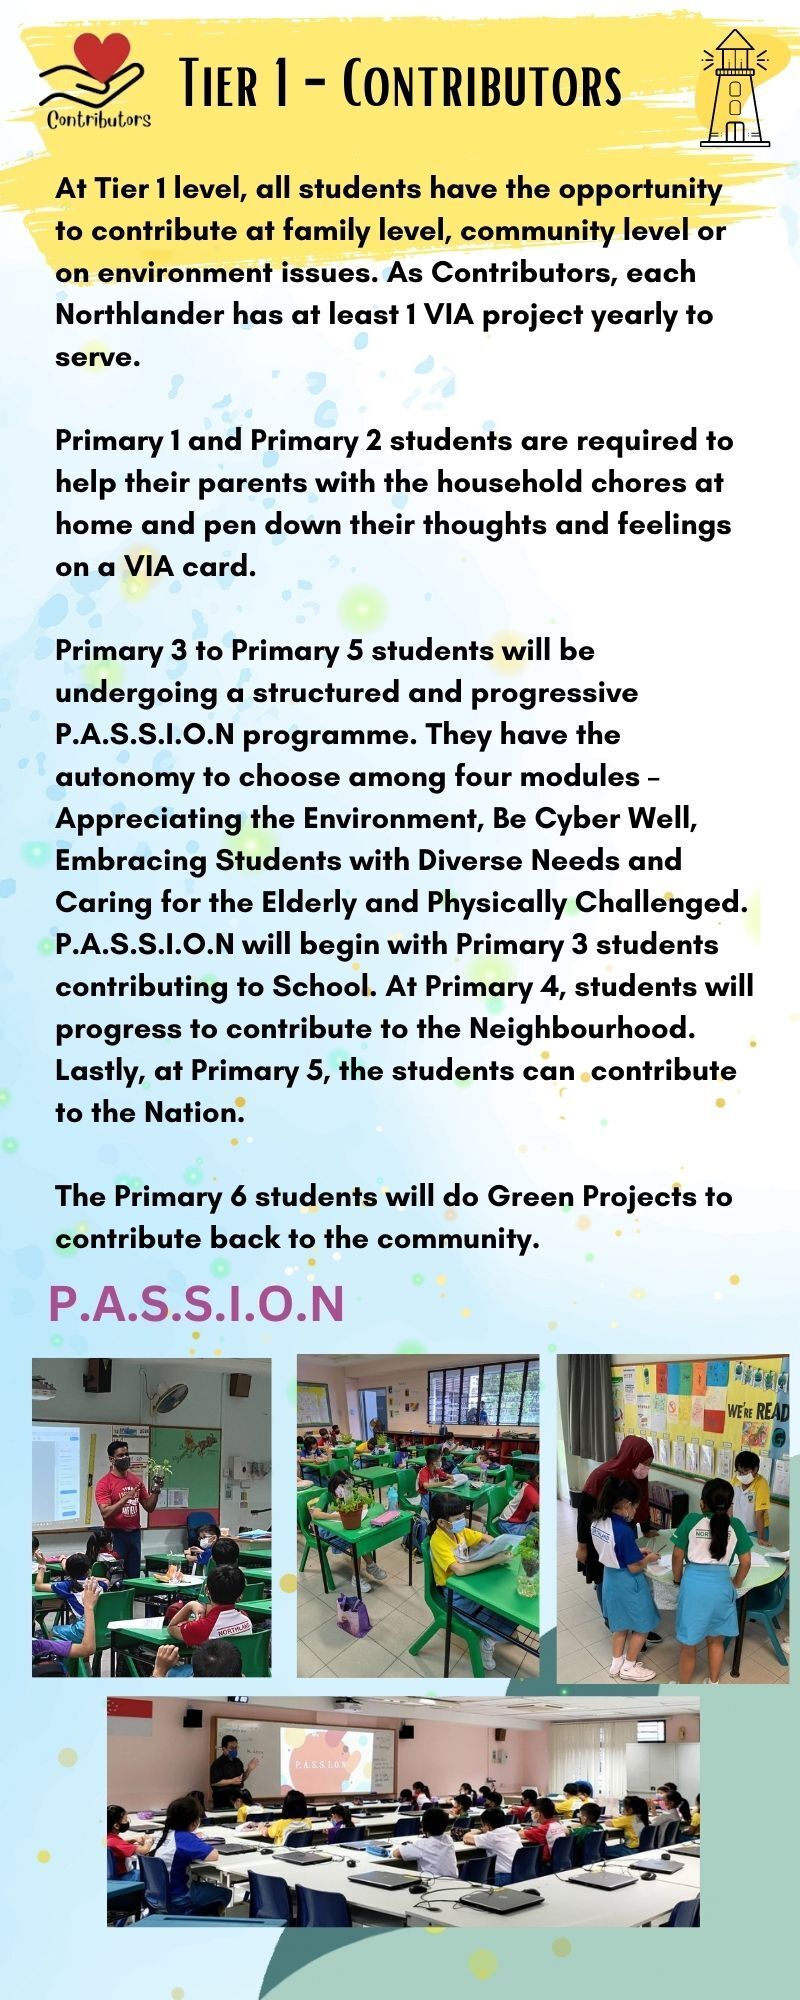 Contributors
Tier 1 - Contributors
At Tier 1 level, all students have the opportunity
to contribute at family level, community level or
on environment issues. As Contributors, each
Northlander has at least 1 VIA project yearly to
serve.
Primary 1 and Primary 2 students are required to
help their parents with the household chores at
home and pen down their thoughts and feelings
on a VIA card.
Primary 3 to Primary 5 students will be
undergoing a structured and progressive
P.A.S.S.I.O.N programme. They have the
autonomy to choose among four modules –
Appreciating the Environment, Be Cyber Well,
Embracing Students with Diverse Needs and
Caring for the Elderly and Physically Challenged.
P.A.S.S.I.O.N will begin with Primary 3 students
contributing to School. At Primary 4, students will
progress to contribute to the Neighbourhood.
Lastly, at Primary 5, the students can  contribute
to the Nation.
The Primary 6 students will do Green Projects to
contribute back to the community.
P.A.S.S.I.O.N
NORTHLAND
WE'RE READ
P.A.S.S.I.O.N